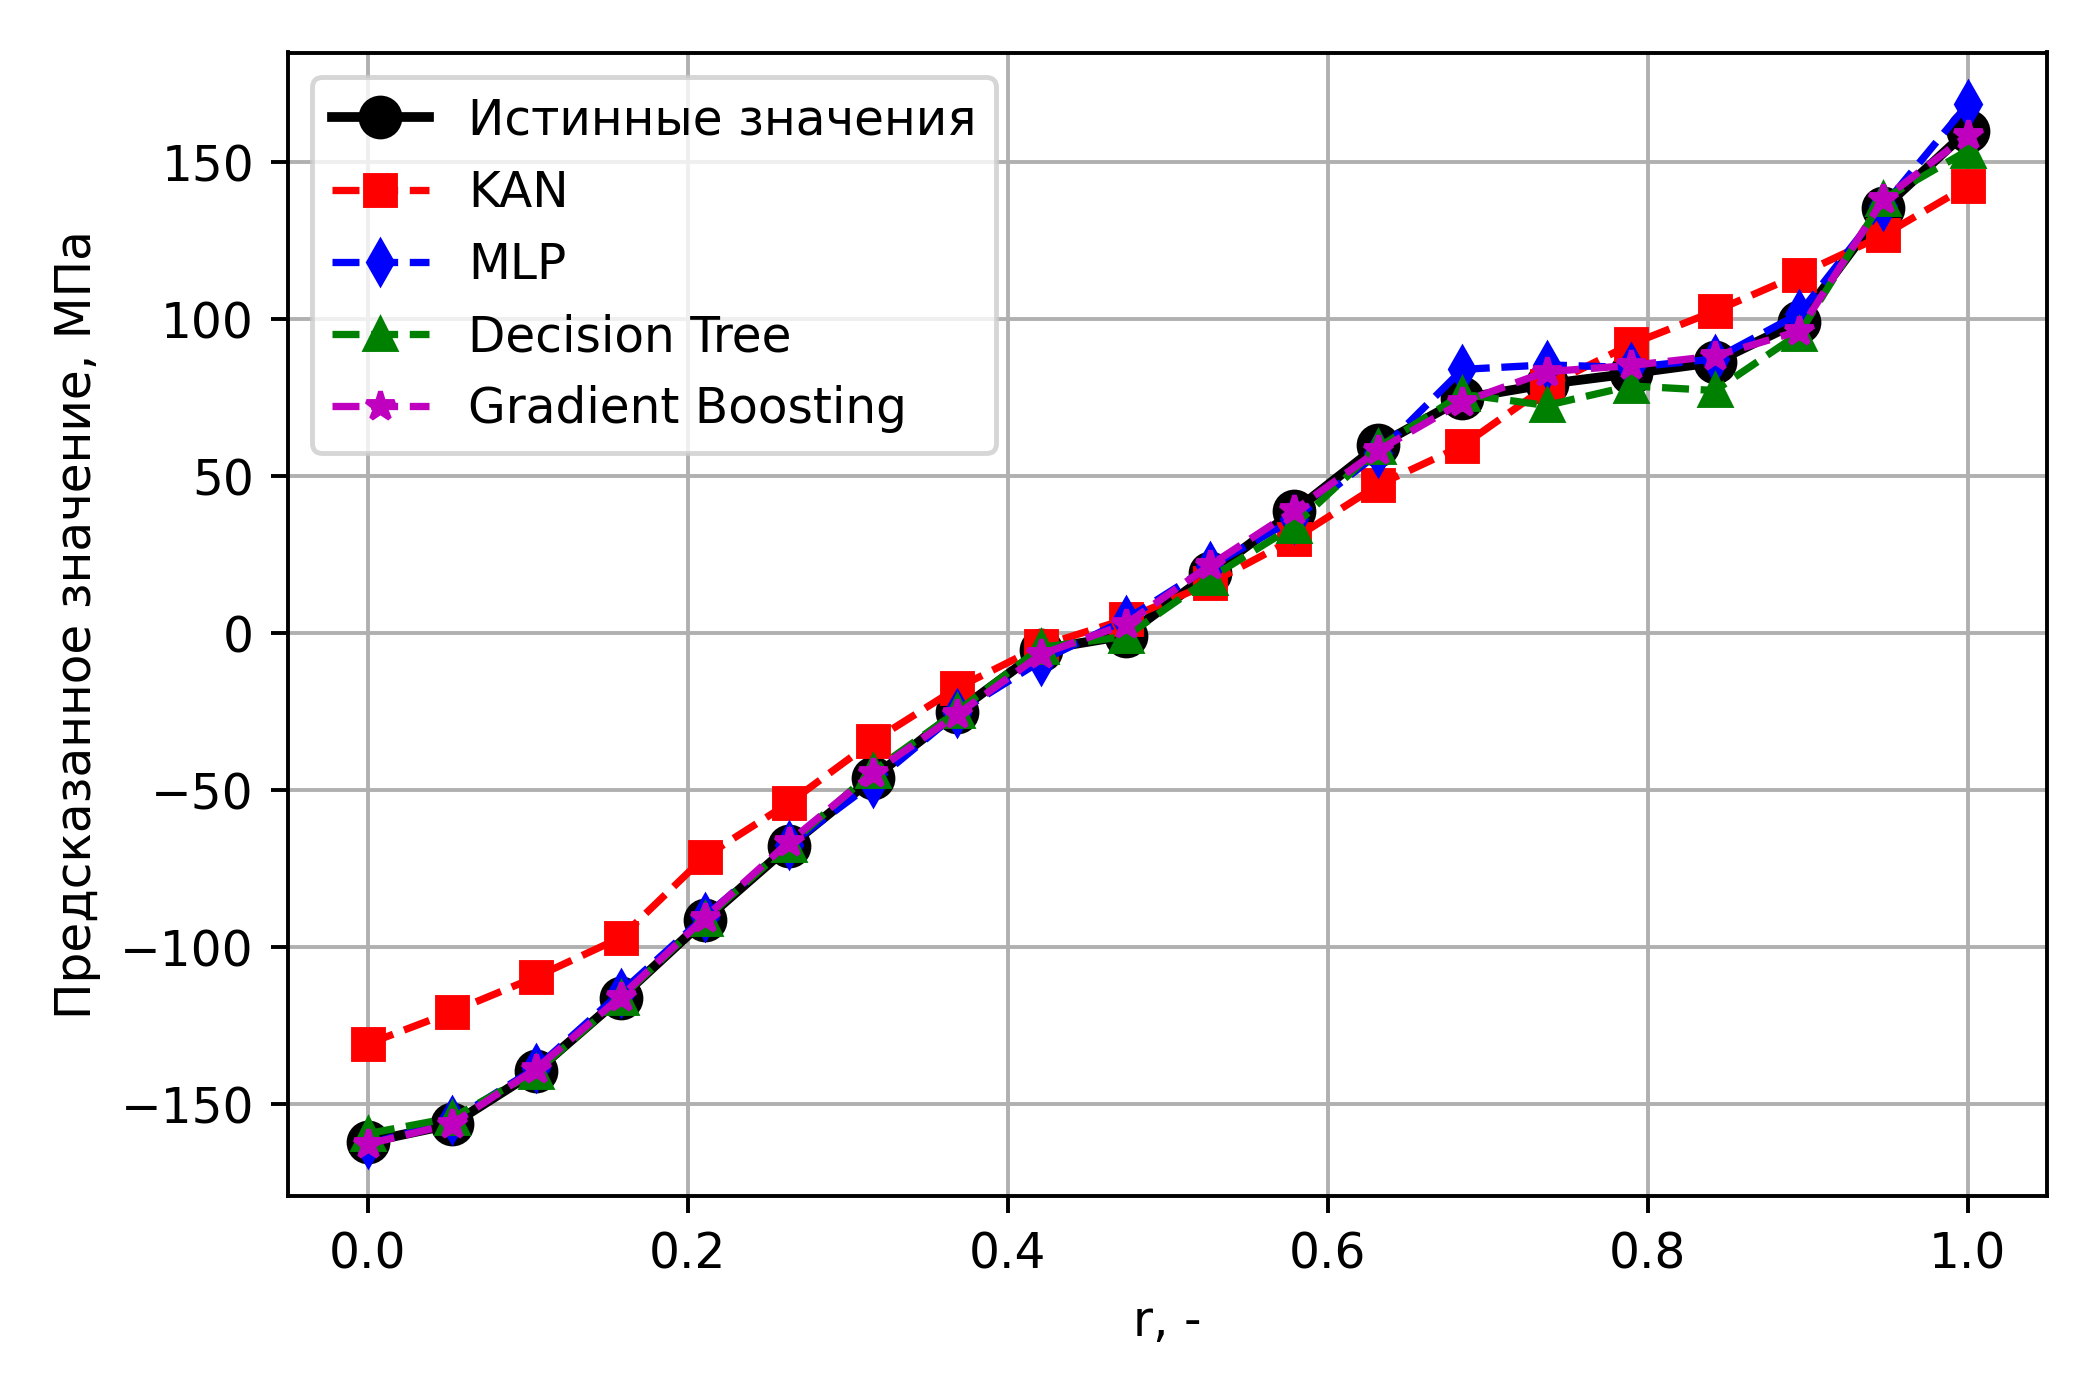 Истинные значения
KAN
MLP
Decision Tree
Gradient Boosting
Предсказанное значение, МПа
150
100
50
0
−50
−100
−150
0.0 0.2 0.4 0.6 0.8 1.0
r, -